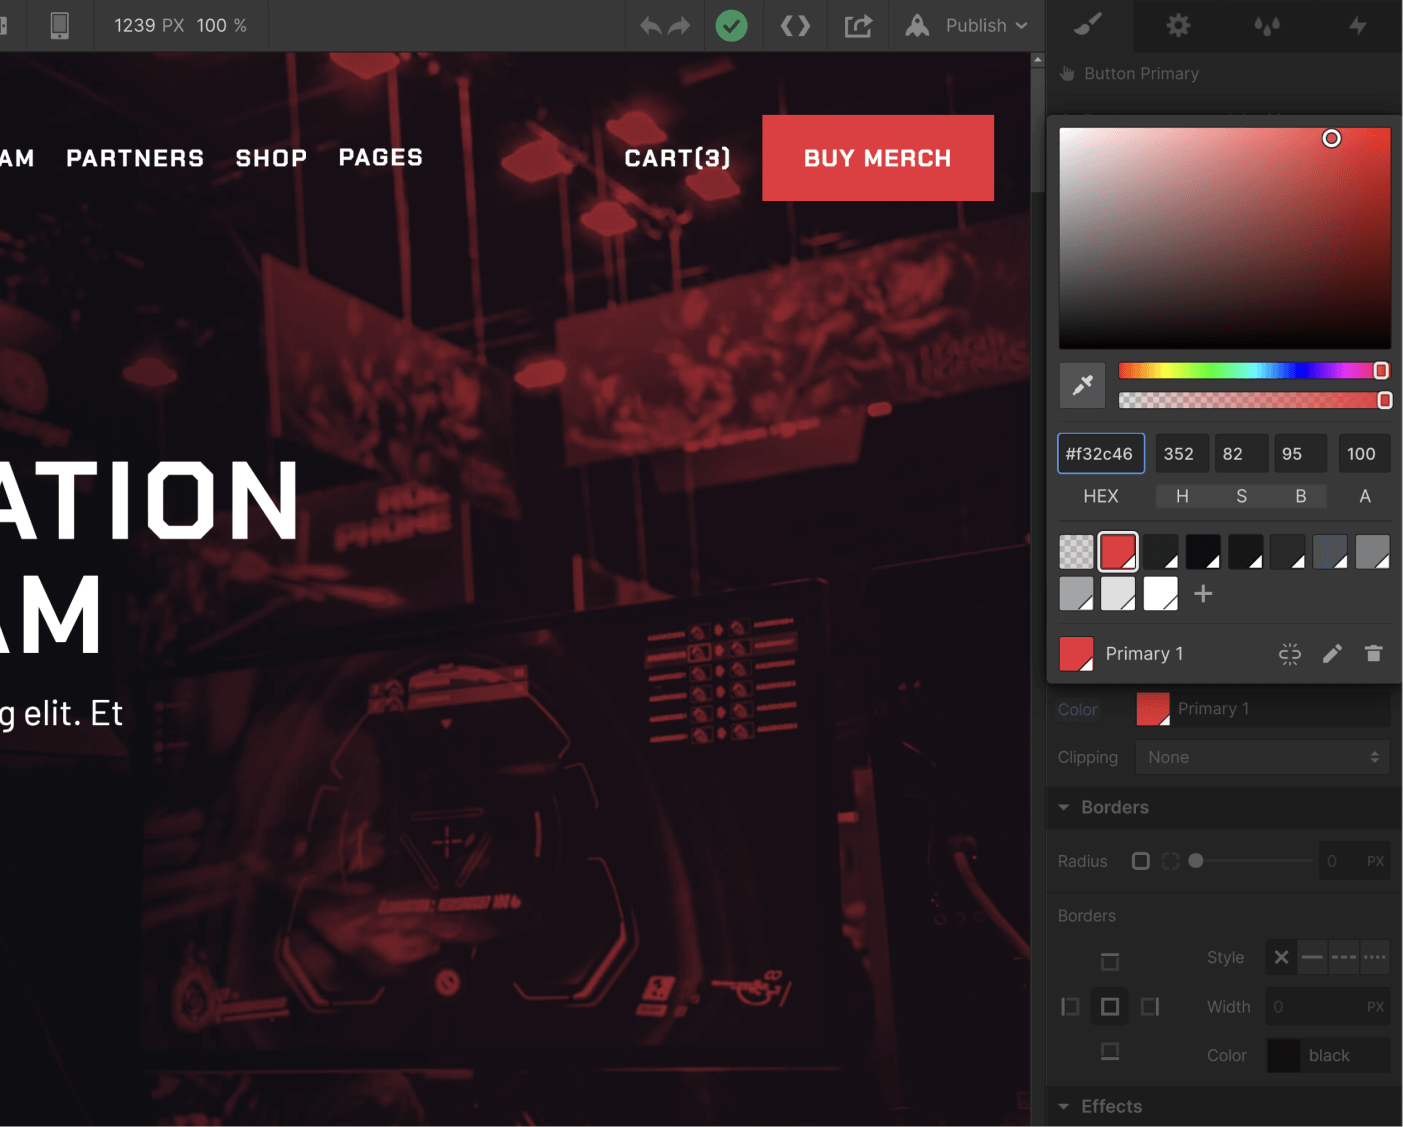 1239 PX 100 %
Publish
Button Primary
AM PARTNERS SHOP PAGES CART(3) BUY MERCH
ATION
AM
g elit. Et
#f32c46 352 82 95 100
HEX H S B A
Primary 1
Color Primary 1
Clipping None
Borders
Radius 0 PX
Borders
Style
Width 0 PX
Color black
Effects